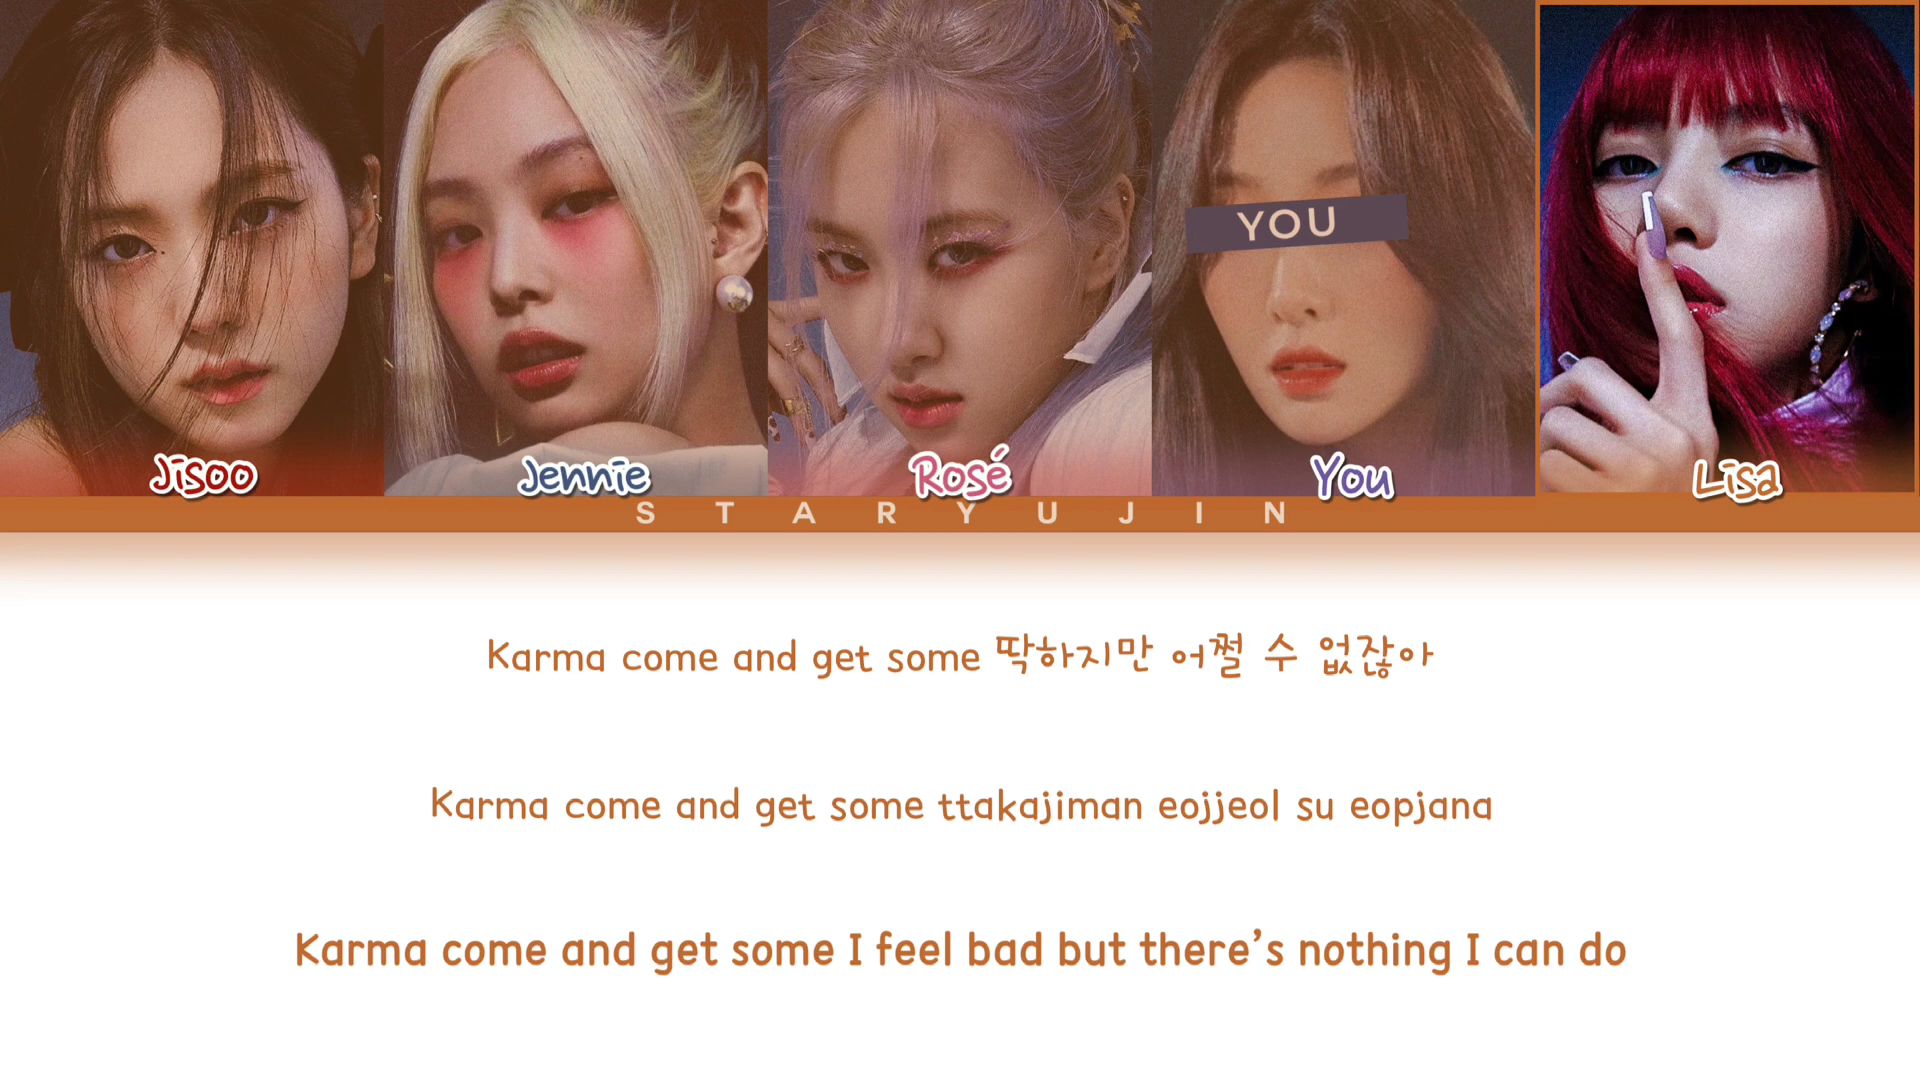 YOU
Jisoo
Jennie
Rosé
You
Lisa
STARYUJIN
Karma come and get some 딱하지만 어쩔 수 없잖아
Karma come and get some ttakajiman eojjeol su eopjana
Karma come and get some I feel bad but there's nothing I can do